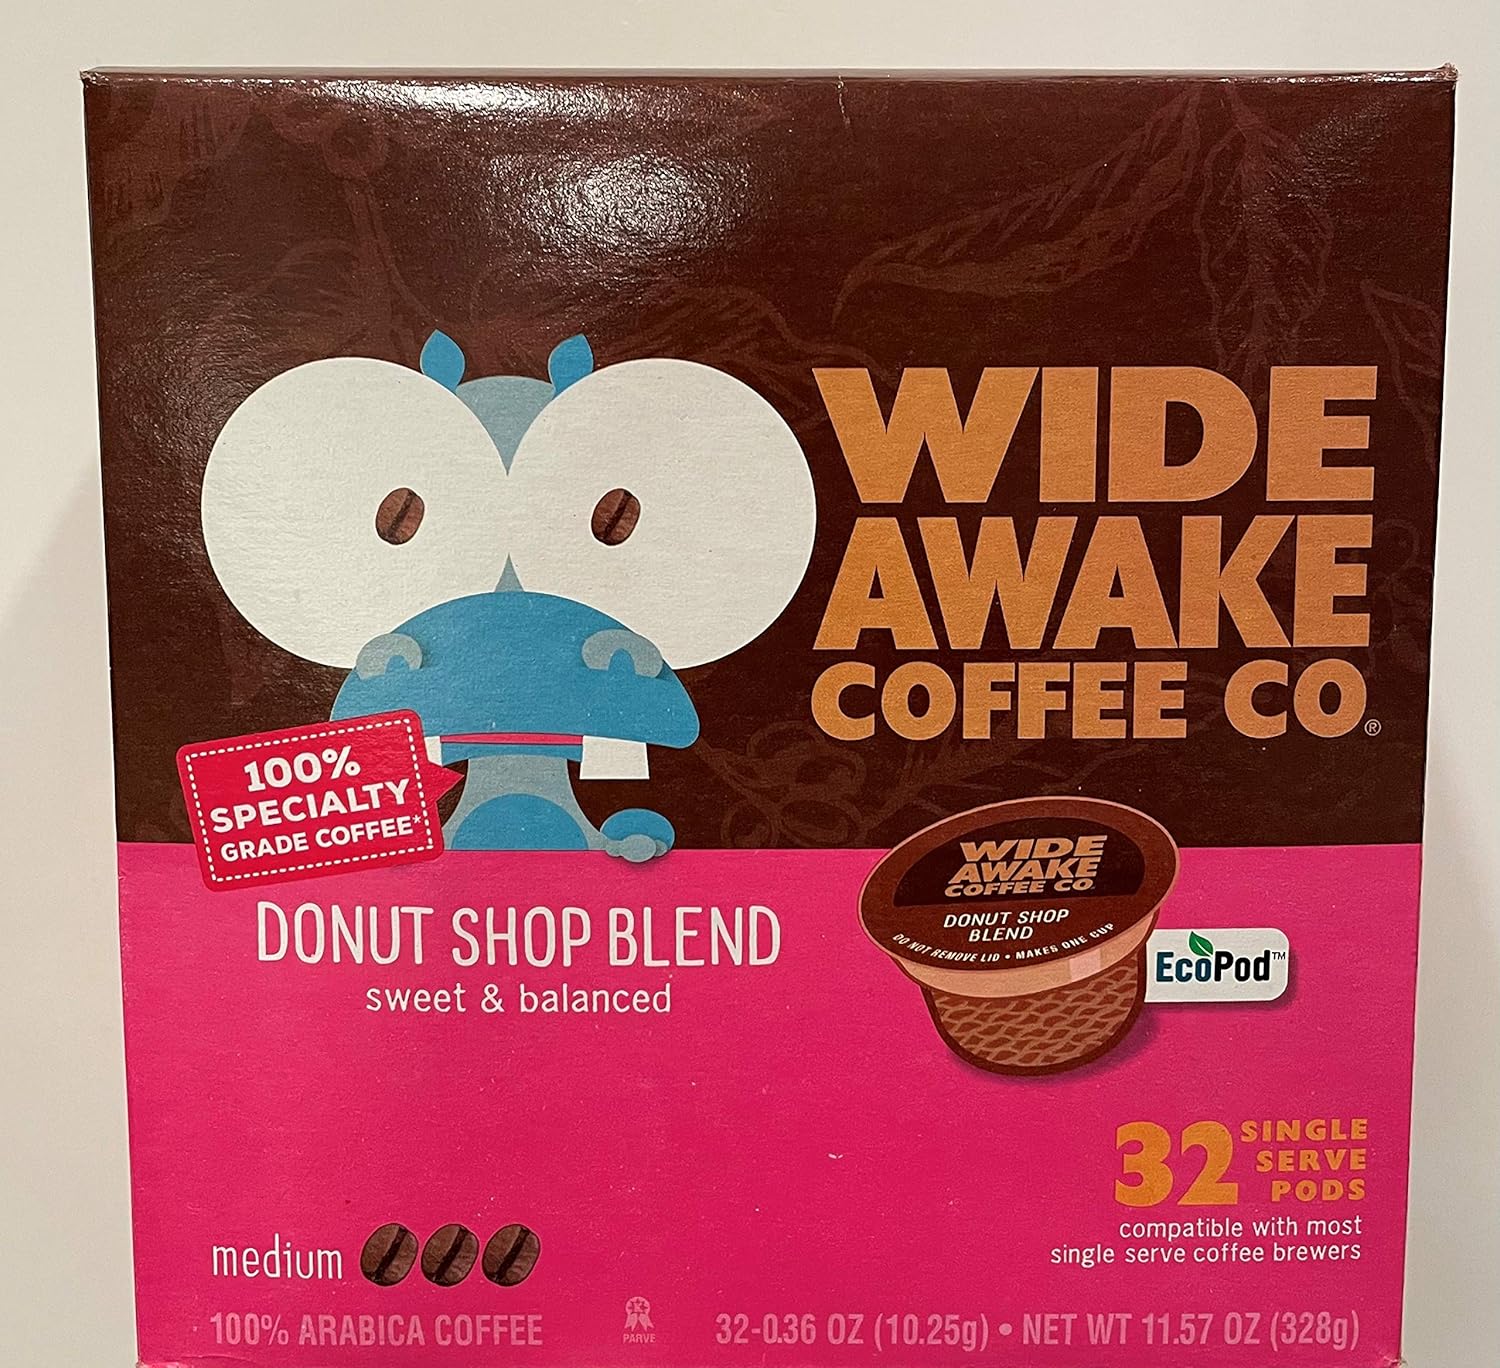 WIDE
AWAKE
COFFEE CO.®
100%
SPECIALTY
GRADE COFFEE*
DONUT SHOP BLEND
sweet & balanced
WIDE
AWAKE
COFFEE CO.
DONUT SHOP
BLEND
DO NOT REMOVE LID • MAKES ONE CUP
EcoPod™
32 SINGLE
SERVE
PODS
compatible with most
single serve coffee brewers
medium
100% ARABICA COFFEE
K
PARVE
32-0.36 OZ (10.25g) • NET WT 11.57 OZ (328g)